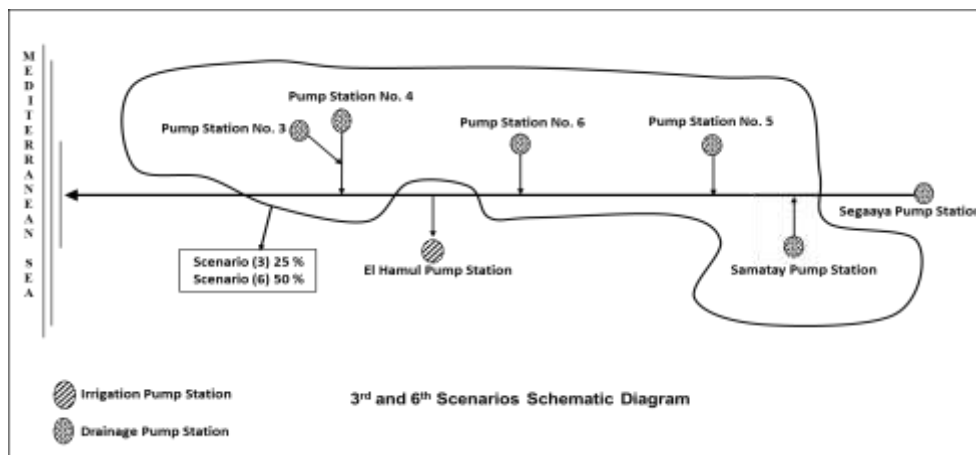 MEDITERRANEAN SEA
Pump Station No. 4
Pump Station No. 3
Pump Station No. 6
Pump Station No. 5
Segaaya Pump Station
Scenario (3) 25 %
Scenario (6) 50 %
El Hamul Pump Station
Samatay Pump Station
Irrigation Pump Station
3rd and 6th Scenarios Schematic Diagram
Drainage Pump Station